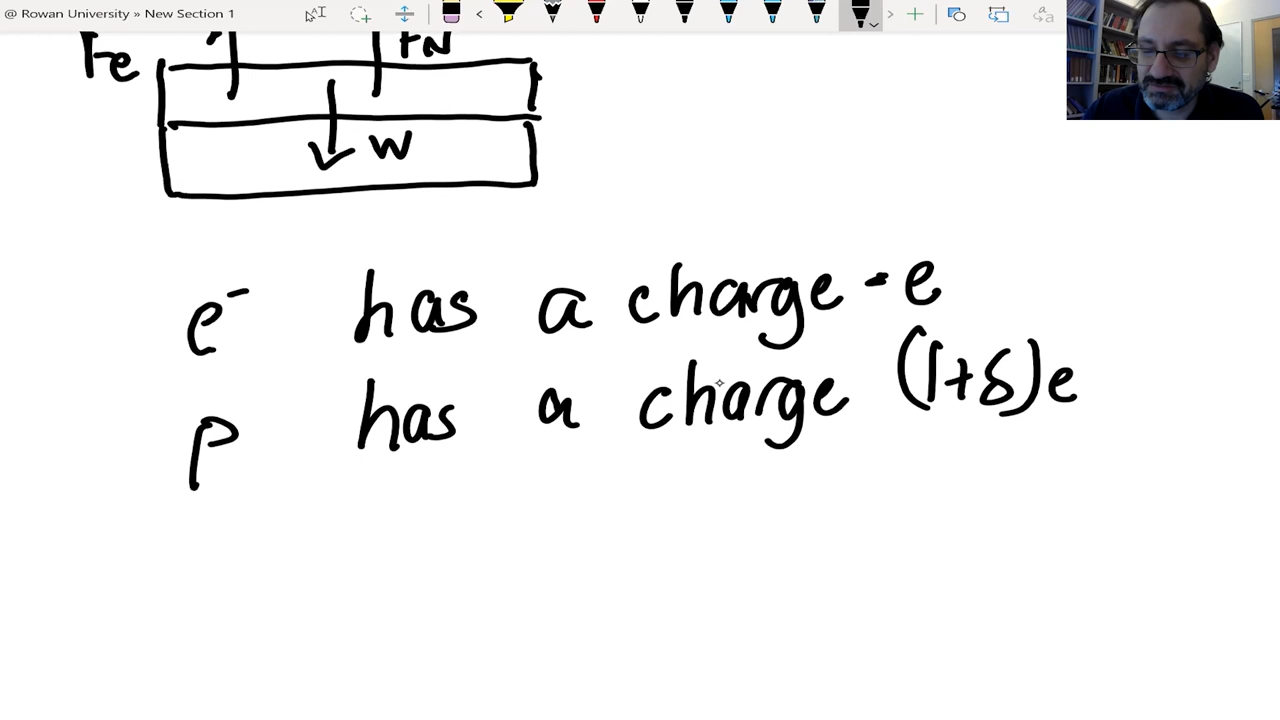 @ Rowan University » New Section 1
Fe
FN
W
e⁻ has a charge -e
p has a charge (1+δ)e